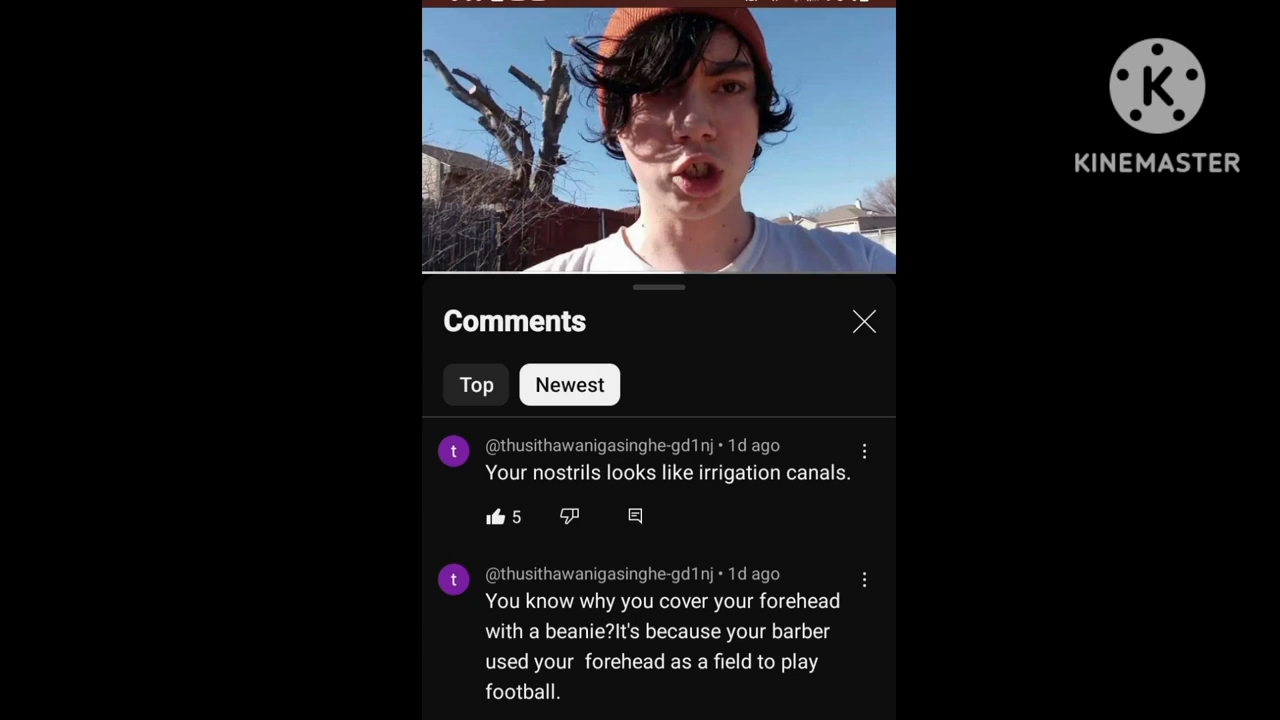 K
KINEMASTER
Comments
Top Newest
t @thusithawanigasinghe-gd1nj • 1d ago
Your nostrils looks like irrigation canals.
5
t @thusithawanigasinghe-gd1nj • 1d ago
You know why you cover your forehead
with a beanie?It's because your barber
used your  forehead as a field to play
football.